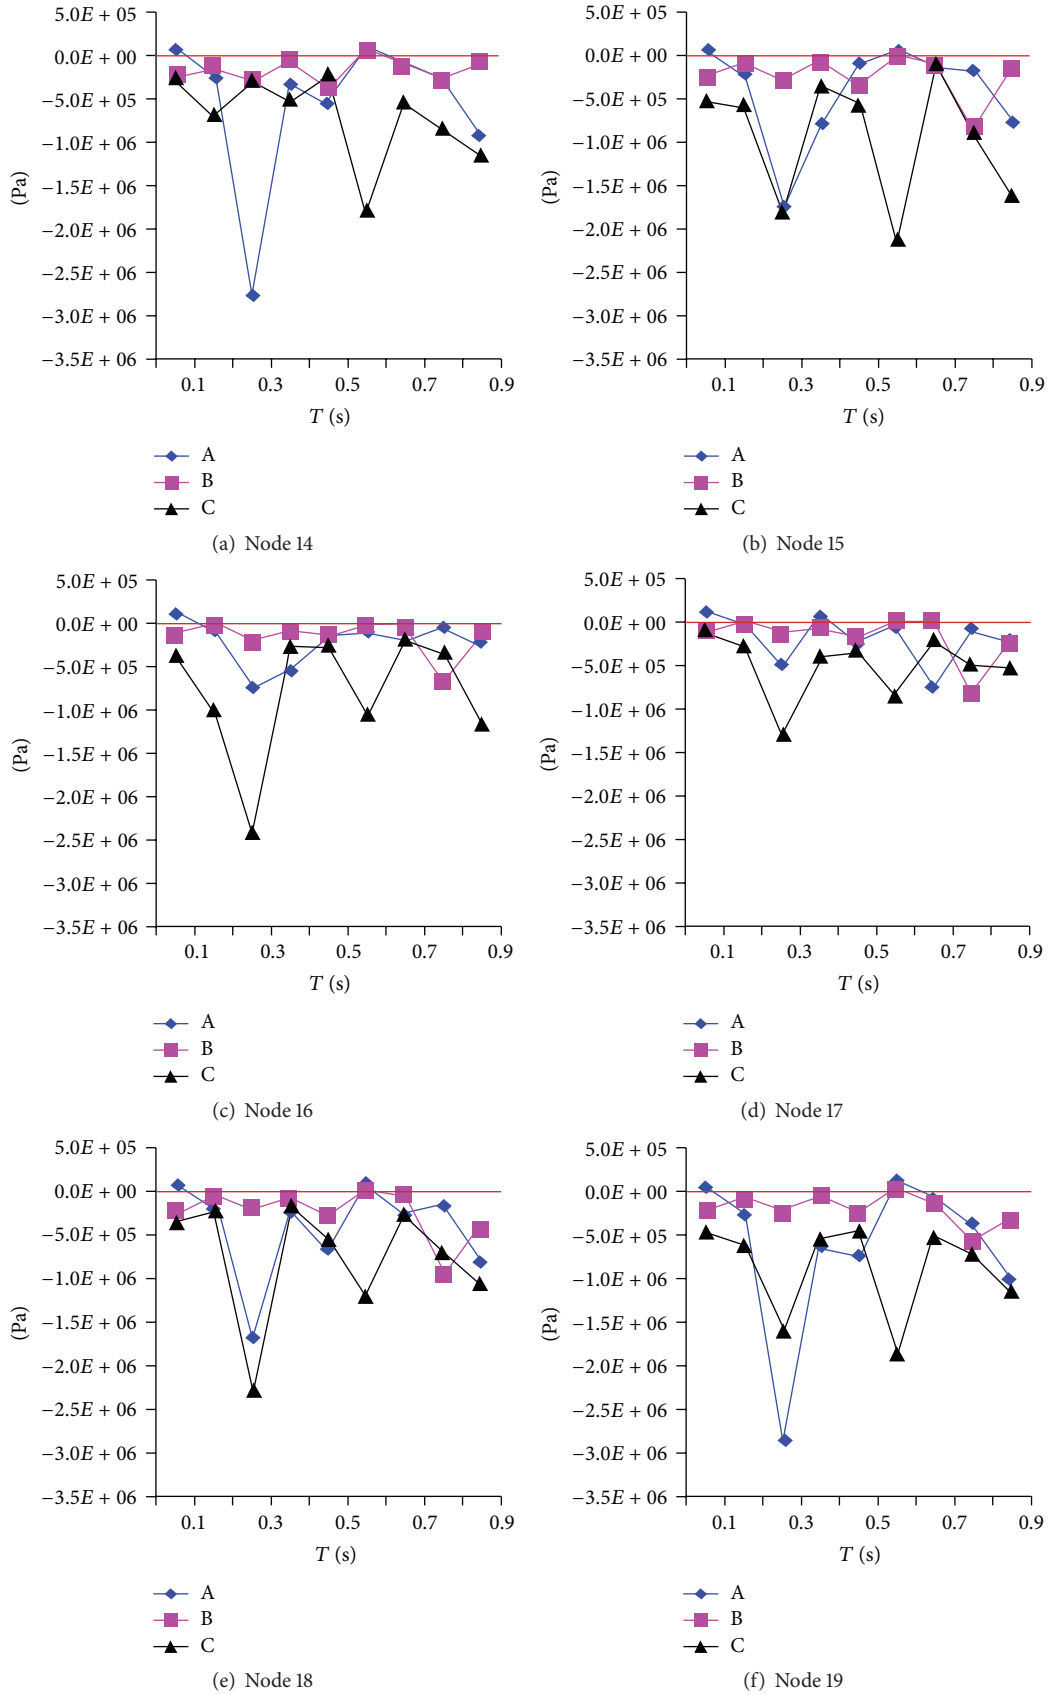 5.0E + 05
0.0E + 00
−5.0E + 05
−1.0E + 06
−1.5E + 06
−2.0E + 06
−2.5E + 06
−3.0E + 06
−3.5E + 06
(Pa)
0.1 0.3 0.5 0.7 0.9
T (s)
A
B
C
(a) Node 14
5.0E + 05
0.0E + 00
−5.0E + 05
−1.0E + 06
−1.5E + 06
−2.0E + 06
−2.5E + 06
−3.0E + 06
−3.5E + 06
(Pa)
0.1 0.3 0.5 0.7 0.9
T (s)
A
B
C
(b) Node 15
5.0E + 05
0.0E + 00
−5.0E + 05
−1.0E + 06
−1.5E + 06
−2.0E + 06
−2.5E + 06
−3.0E + 06
−3.5E + 06
(Pa)
0.1 0.3 0.5 0.7 0.9
T (s)
A
B
C
(c) Node 16
5.0E + 05
0.0E + 00
−5.0E + 05
−1.0E + 06
−1.5E + 06
−2.0E + 06
−2.5E + 06
−3.0E + 06
−3.5E + 06
(Pa)
0.1 0.3 0.5 0.7 0.9
T (s)
A
B
C
(d) Node 17
5.0E + 05
0.0E + 00
−5.0E + 05
−1.0E + 06
−1.5E + 06
−2.0E + 06
−2.5E + 06
−3.0E + 06
−3.5E + 06
(Pa)
0.1 0.3 0.5 0.7 0.9
T (s)
A
B
C
(e) Node 18
5.0E + 05
0.0E + 00
−5.0E + 05
−1.0E + 06
−1.5E + 06
−2.0E + 06
−2.5E + 06
−3.0E + 06
−3.5E + 06
(Pa)
0.1 0.3 0.5 0.7 0.9
T (s)
A
B
C
(f) Node 19